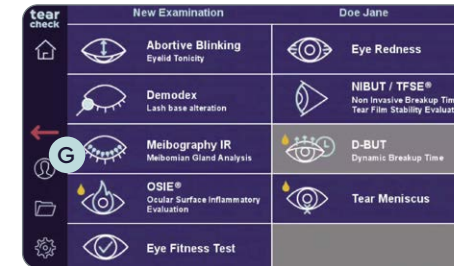 tear
check
New Examination
Doe Jane
Abortive Blinking
Eyelid Tonicity
Eye Redness
Demodex
Lash base alteration
NIBUT / TFSE®
Non Invasive Breakup Tim
Tear Film Stability Evaluat
G
Meibography IR
Meibomian Gland Analysis
D-BUT
Dynamic Breakup Time
OSIE®
Ocular Surface Inflammatory
Evaluation
Tear Meniscus
Eye Fitness Test